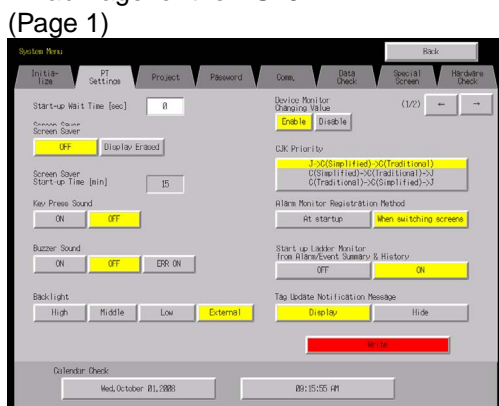 (Page 1)
System Menu
Back
Initia-
lize
PT
Settings
Project
Password
Comm.
Data
Check
Special
Screen
Hardware
Check
Start-up Wait Time [sec]
0
Screen Saver
Screen Saver
OFF
Display Erased
Screen Saver
Start-up Time [min]
15
Key Press Sound
ON
OFF
Buzzer Sound
ON
OFF
ERR ON
Backlight
High
Middle
Low
External
Device Monitor
Changing Value
(1/2)
←
→
Enable
Disable
CJK Priority
J->C(Simplified)->C(Traditional)
C(Simplified)->C(Traditional)->J
C(Traditional)->C(Simplified)->J
Alarm Monitor Registration Method
At startup
When switching screens
Start up Ladder Monitor
from Alarm/Event Summary & History
OFF
ON
Tag Update Notification Message
Display
Hide
Write
Calendar Check
Wed,October 01,2008
09:15:55 AM